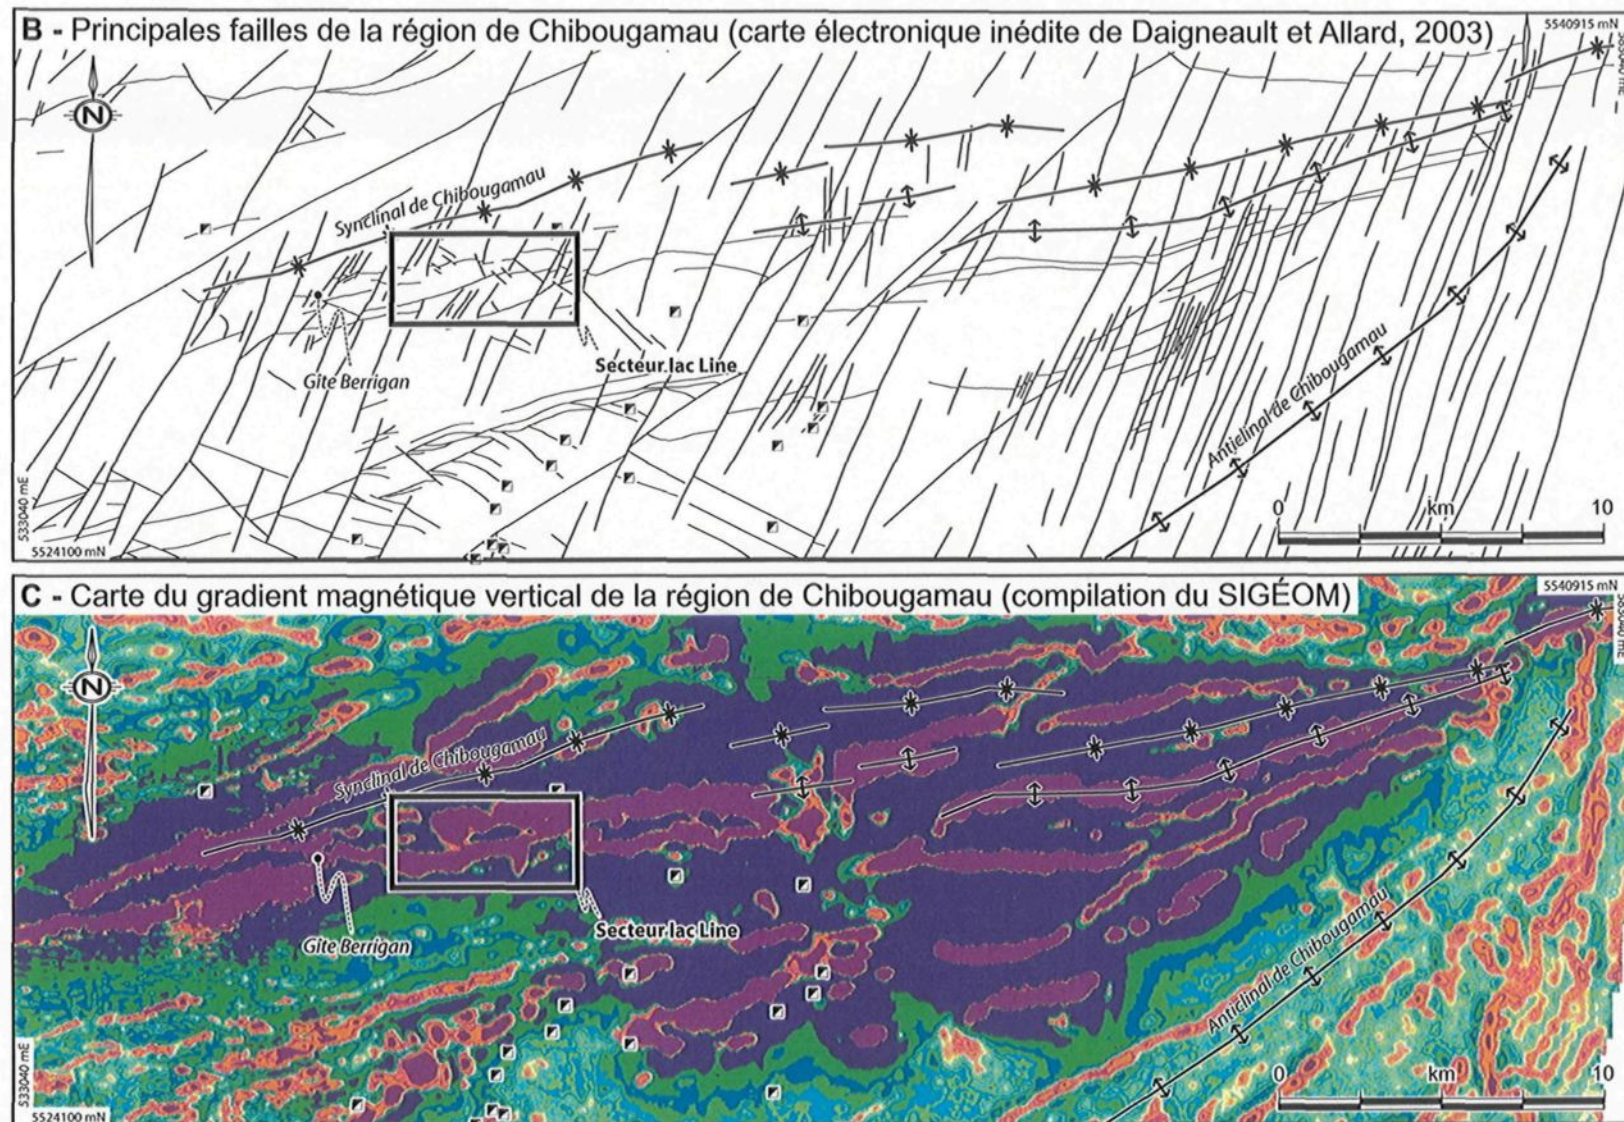 B - Principales failles de la région de Chibougamau (carte électronique inédite de Daigneault et Allard, 2003)
5540915 mN
N
Synclinal de Chibougamau
Gîte Berrigan
Secteur lac Line
Anticlinal de Chibougamau
533040 mE
5524100 mN
0 km 10
C - Carte du gradient magnétique vertical de la région de Chibougamau (compilation du SIGÉOM)
5540915 mN
N
Synclinal de Chibougamau
Gîte Berrigan
Secteur lac Line
Anticlinal de Chibougamau
533040 mE
5524100 mN
0 km 10